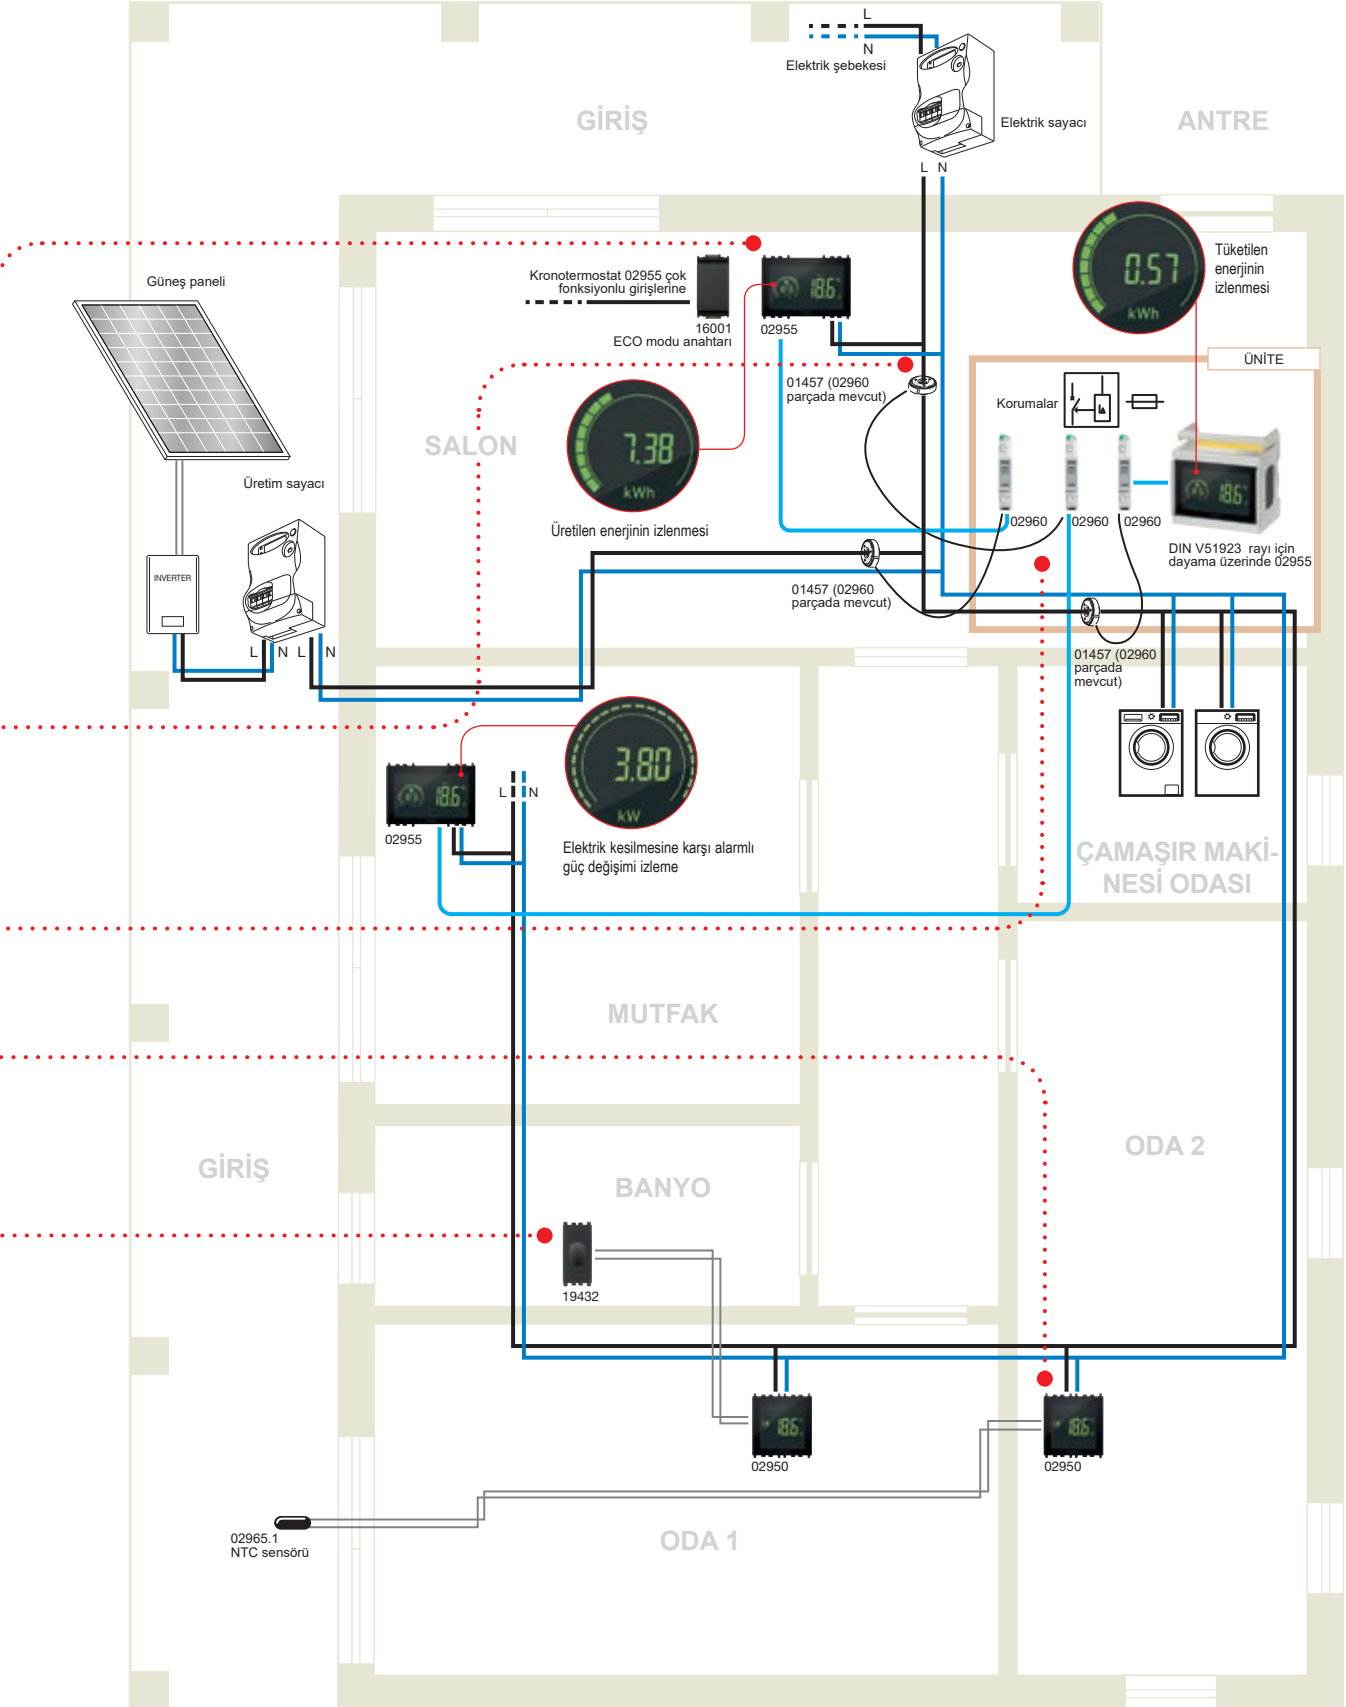 L
N
Elektrik şebekesi
GİRİŞ
Elektrik sayacı
ANTRE
L N
Güneş paneli
Kronotermostat 02955 çok
fonksiyonlu girişlerine
16001
ECO modu anahtarı
18.6°
02955
0.57
kWh
Tüketilen
enerjinin
izlenmesi
ÜNİTE
01457 (02960
parçada mevcut)
Korumalar
SALON
7.38
kWh
Üretilen enerjinin izlenmesi
Üretim sayacı
INVERTER
L N L N
02960
02960
02960
18.6°
DIN V51923 rayı için
dayama üzerinde 02955
01457 (02960
parçada mevcut)
01457 (02960
parçada
mevcut)
18.6°
02955
L N
3.80
kW
Elektrik kesilmesine karşı alarmlı
güç değişimi izleme
ÇAMAŞIR MAKİ-
NESİ ODASI
MUTFAK
GİRİŞ
BANYO
ODA 2
19432
18.6°
02950
18.6°
02950
02965.1
NTC sensörü
ODA 1